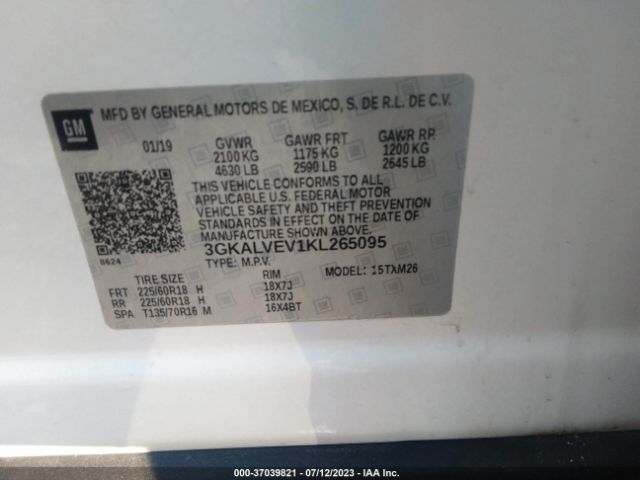 GM
MFD BY GENERAL MOTORS DE MEXICO, S. DE R.L. DE C.V.
01/19 GVWR GAWR FRT GAWR RR
2100 KG 1175 KG 1200 KG
4630 LB 2590 LB 2645 LB
THIS VEHICLE CONFORMS TO ALL
APPLICABLE U.S. FEDERAL MOTOR
VEHICLE SAFETY AND THEFT PREVENTION
STANDARDS IN EFFECT ON THE DATE OF
MANUFACTURE SHOWN ABOVE.
3GKALVEV1KL265095
0624
TYPE: M.P.V. MODEL: 15TXM26
TIRE SIZE RIM
FRT 225/60R18 H 18X7J
RR 225/60R18 H 18X7J
SPA T135/70R16 M 16X4BT
000-37039821 - 07/12/2023 - IAA Inc.